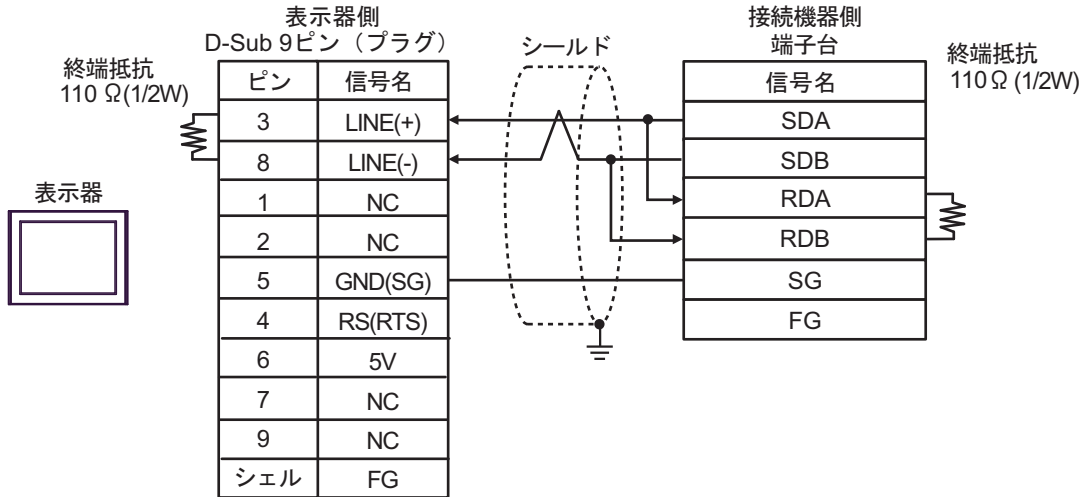 表示器側
D-Sub 9ピン（プラグ）
シールド
接続機器側
端子台
終端抵抗
110 Ω(1/2W)
終端抵抗
110 Ω (1/2W)
表示器
ピン 信号名
3 LINE(+)
8 LINE(-)
1 NC
2 NC
5 GND(SG)
4 RS(RTS)
6 5V
7 NC
9 NC
シェル FG
信号名
SDA
SDB
RDA
RDB
SG
FG